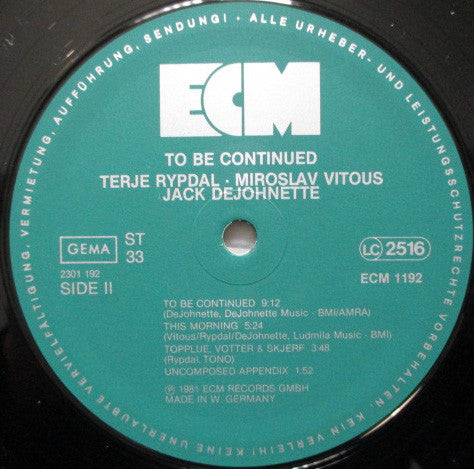 ALLE URHEBER- UND LEISTUNGSSCHUTZRECHTE VORBEHALTEN · KEIN VERLEIH! KEINE UNERLAUBTE VERVIELFÄLTIGUNG, VERMIETUNG, AUFFÜHRUNG, SENDUNG! ·
ECM
TO BE CONTINUED
TERJE RYPDAL · MIROSLAV VITOUS
JACK DEJOHNETTE
GEMA
ST
33
LC 2516
2301 192
SIDE II
ECM 1192
TO BE CONTINUED 9:12
(DeJohnette, DeJohnette Music · BMI/AMRA)
THIS MORNING 5:24
(Vitous/Rypdal/DeJohnette, Ludmila Music · BMI)
TOPPLUE, VOTTER & SKJERF 3:48
(Rypdal, TONO)
UNCOMPOSED APPENDIX 1:52
Ⓟ 1981 ECM RECORDS GMBH
MADE IN W. GERMANY